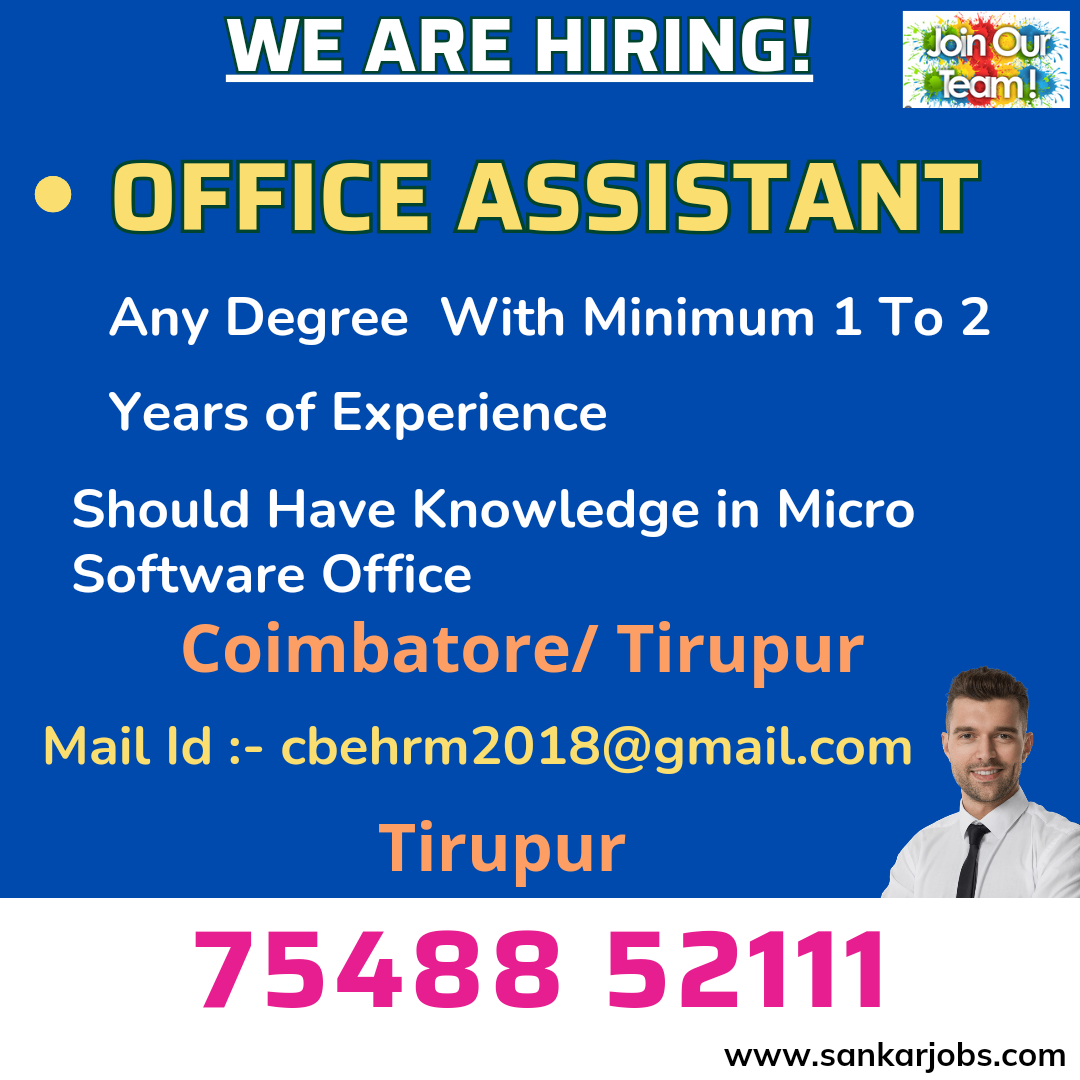 WE ARE HIRING!
Join Our
Team !
• OFFICE ASSISTANT
Any Degree With Minimum 1 To 2
Years of Experience
Should Have Knowledge in Micro
Software Office
Coimbatore/ Tirupur
Mail Id :- cbehrm2018@gmail.com
Tirupur
75488 52111
www.sankarjobs.com